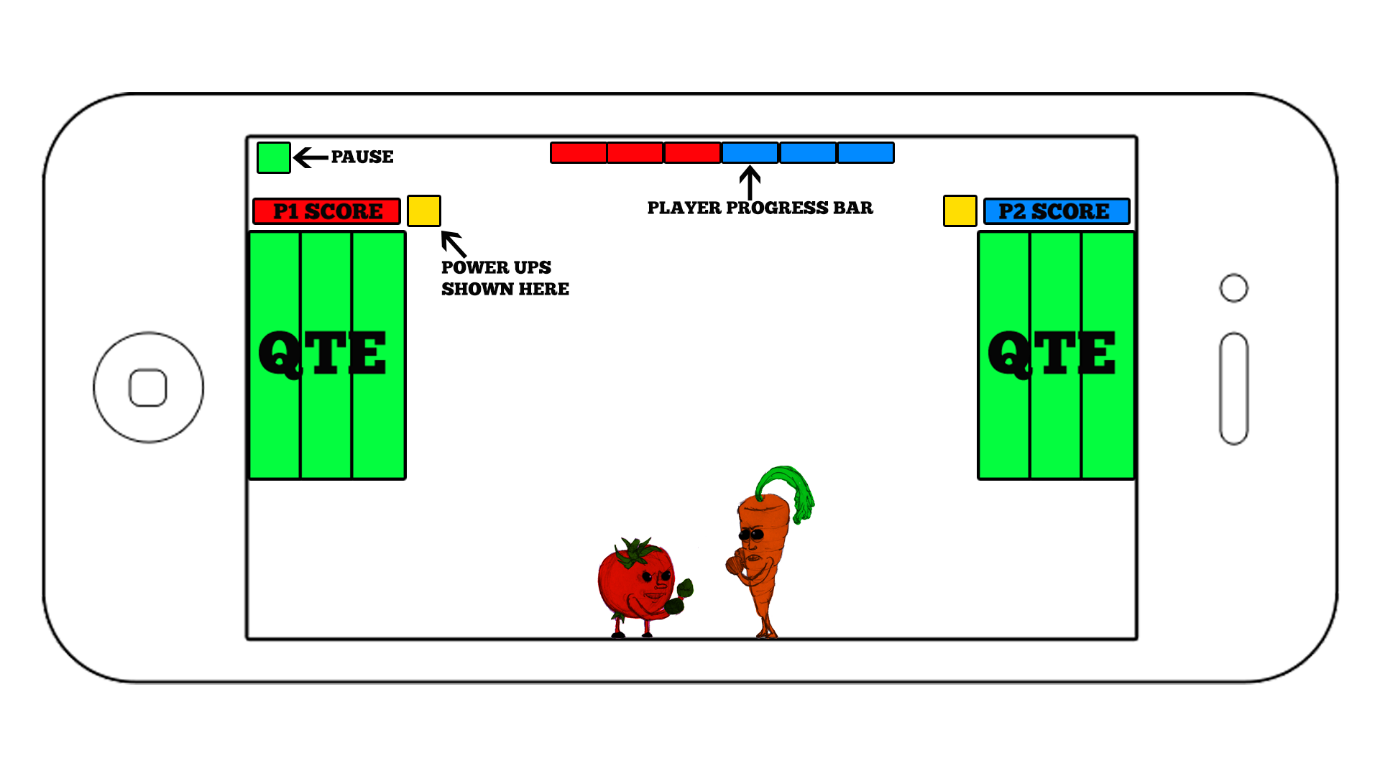 PAUSE
P1 SCORE
PLAYER PROGRESS BAR
P2 SCORE
POWER UPS
SHOWN HERE
QTE
QTE